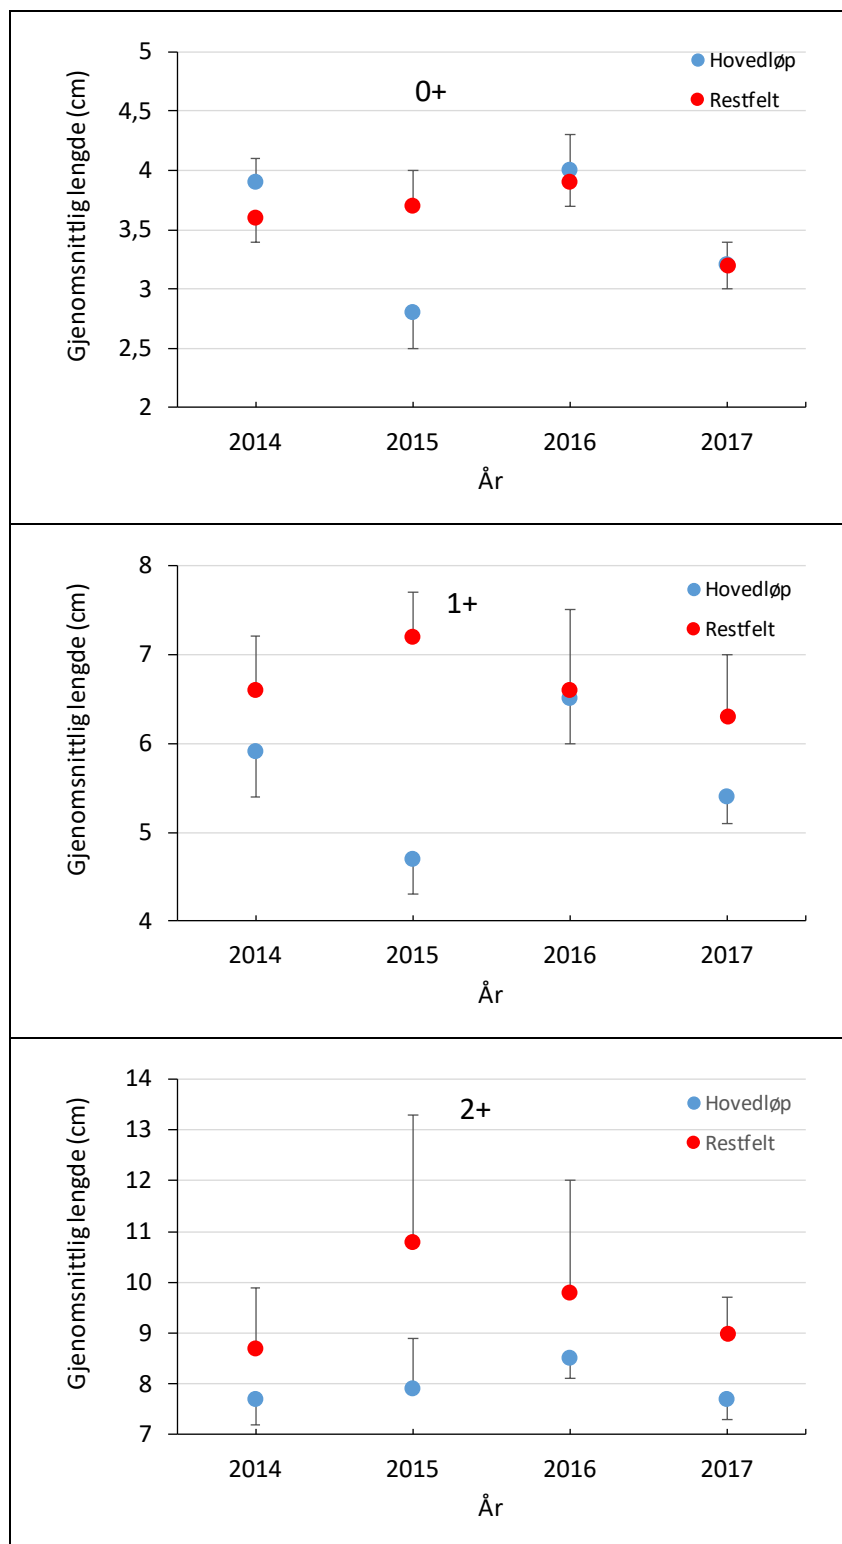 5
Hovedløp
0+
4,5
Restfelt
4
3,5
3
2,5
2
Gjenomsnittlig lengde (cm)
2014 2015 2016 2017
År
8
Hovedløp
1+
Restfelt
7
6
5
4
Gjenomsnittlig lengde (cm)
2014 2015 2016 2017
År
14
Hovedløp
2+
13
Restfelt
12
11
10
9
8
7
Gjenomsnittlig lengde (cm)
2014 2015 2016 2017
År